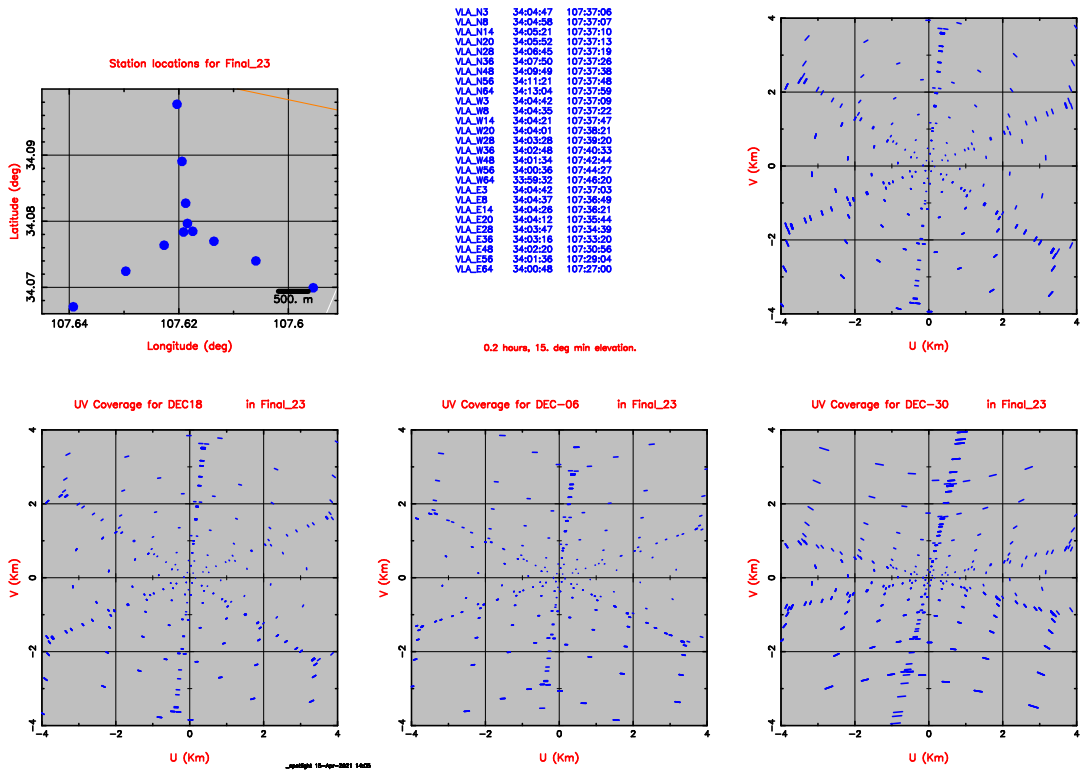 Station locations for Final_23
34.09
34.08
34.07
Latitude (deg)
107.64
107.62
107.6
500. m
Longitude (deg)
VLA_N3 34:04:47 107:37:06
VLA_N8 34:04:58 107:37:07
VLA_N14 34:05:21 107:37:10
VLA_N20 34:05:52 107:37:13
VLA_N28 34:06:45 107:37:19
VLA_N36 34:07:50 107:37:26
VLA_N48 34:09:49 107:37:38
VLA_N56 34:11:21 107:37:48
VLA_N64 34:13:04 107:37:59
VLA_W3 34:04:42 107:37:09
VLA_W8 34:04:35 107:37:22
VLA_W14 34:04:21 107:37:47
VLA_W20 34:04:01 107:38:21
VLA_W28 34:03:28 107:39:20
VLA_W36 34:02:48 107:40:33
VLA_W48 34:01:34 107:42:44
VLA_W56 34:00:36 107:44:27
VLA_W64 33:59:32 107:46:20
VLA_E3 34:04:42 107:37:03
VLA_E8 34:04:37 107:36:49
VLA_E14 34:04:26 107:36:21
VLA_E20 34:04:12 107:35:44
VLA_E28 34:03:47 107:34:39
VLA_E36 34:03:16 107:33:20
VLA_E48 34:02:20 107:30:56
VLA_E56 34:01:36 107:29:04
VLA_E64 34:00:48 107:27:00
0.2 hours, 15. deg min elevation.
4
2
0
−2
−4
V (Km)
−4 −2 0 2 4
U (Km)
UV Coverage for DEC18 in Final_23
4
2
0
−2
−4
V (Km)
−4 −2 0 2 4
U (Km)
UV Coverage for DEC−06 in Final_23
4
2
0
−2
−4
V (Km)
−4 −2 0 2 4
U (Km)
UV Coverage for DEC−30 in Final_23
4
2
0
−2
−4
V (Km)
−4 −2 0 2 4
U (Km)
15−Apr−2021